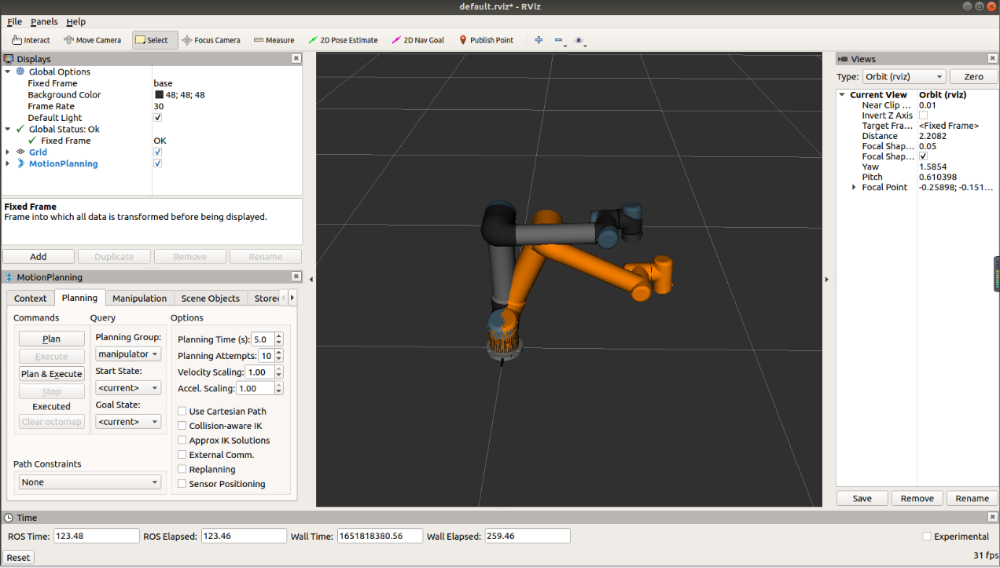 default.rviz* - RViz
File Panels Help
Interact Move Camera Select Focus Camera Measure 2D Pose Estimate 2D Nav Goal Publish Point
Displays
Global Options
Fixed Frame base
Background Color 48; 48; 48
Frame Rate 30
Default Light
Global Status: Ok
Fixed Frame OK
Grid
MotionPlanning
Fixed Frame
Frame into which all data is transformed before being displayed.
Add Duplicate Remove Rename
MotionPlanning
Context Planning Manipulation Scene Objects Store
Commands Query Options
Plan
Execute
Plan & Execute
Stop
Executed
Clear octomap
Planning Group:
manipulator
Start State:
<current>
Goal State:
<current>
Planning Time (s): 5.0
Planning Attempts: 10
Velocity Scaling: 1.00
Accel. Scaling: 1.00
Use Cartesian Path
Collision-aware IK
Approx IK Solutions
External Comm.
Replanning
Sensor Positioning
Path Constraints
None
Views
Type: Orbit (rviz) Zero
Current View Orbit (rviz)
Near Clip ... 0.01
Invert Z Axis
Target Fra... <Fixed Frame>
Distance 2.2082
Focal Shap... 0.05
Focal Shap...
Yaw 1.5854
Pitch 0.610398
Focal Point -0.25898; -0.151...
Save Remove Rename
Time
ROS Time: 123.48 ROS Elapsed: 123.46 Wall Time: 1651818380.56 Wall Elapsed: 259.46 Experimental
Reset 31 fps